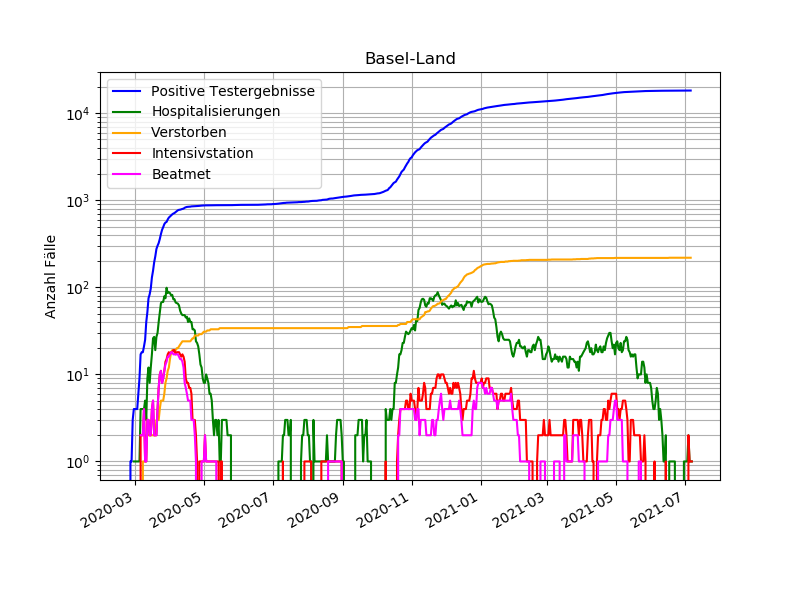 Basel-Land
Positive Testergebnisse
Hospitalisierungen
Verstorben
Intensivstation
Beatmet
Anzahl Fälle
10⁴
10³
10²
10¹
10⁰
2020-03
2020-05
2020-07
2020-09
2020-11
2021-01
2021-03
2021-05
2021-07